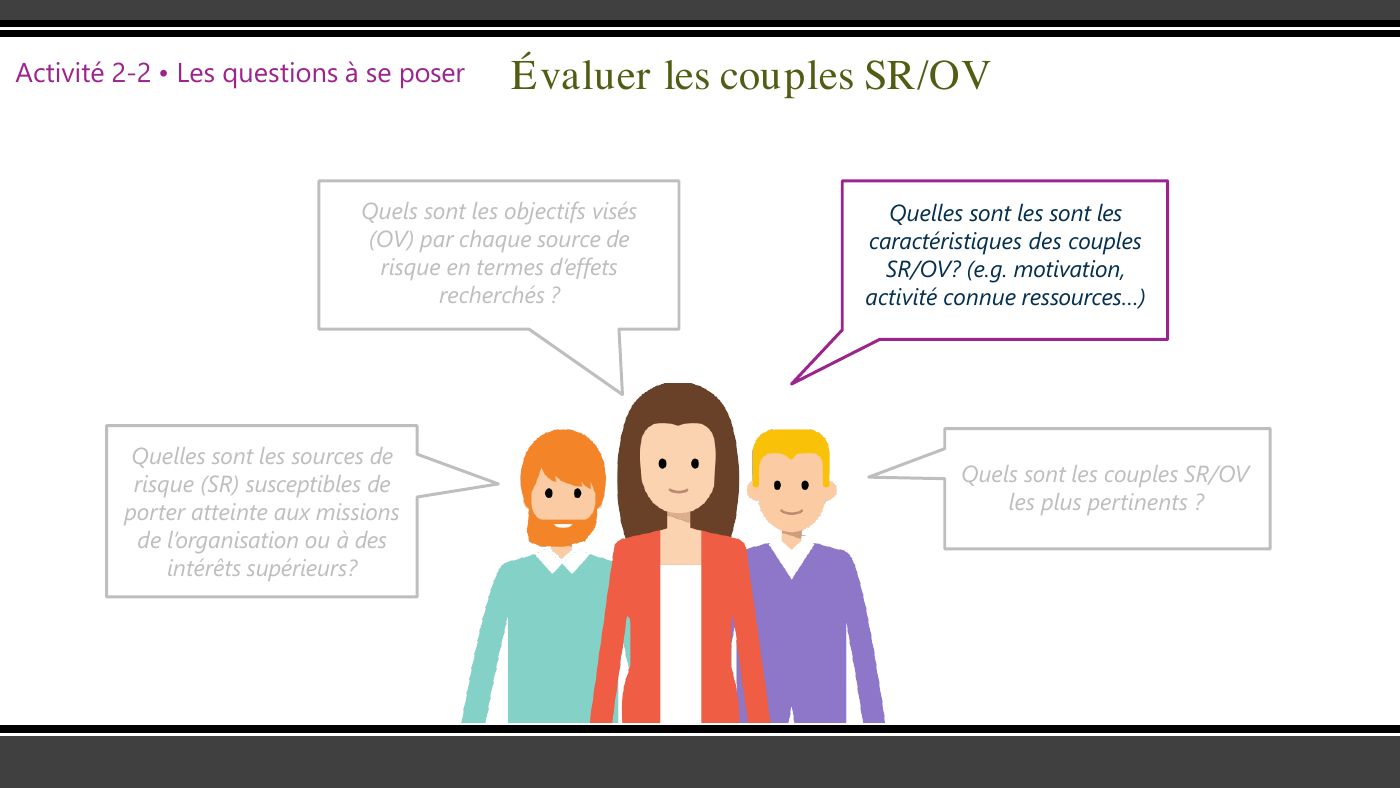 Activité 2-2 • Les questions à se poser
Évaluer les couples SR/OV
Quels sont les objectifs visés
(OV) par chaque source de
risque en termes d'effets
recherchés ?
Quelles sont les sont les
caractéristiques des couples
SR/OV? (e.g. motivation,
activité connue ressources…)
Quelles sont les sources de
risque (SR) susceptibles de
porter atteinte aux missions
de l'organisation ou à des
intérêts supérieurs?
Quels sont les couples SR/OV
les plus pertinents ?